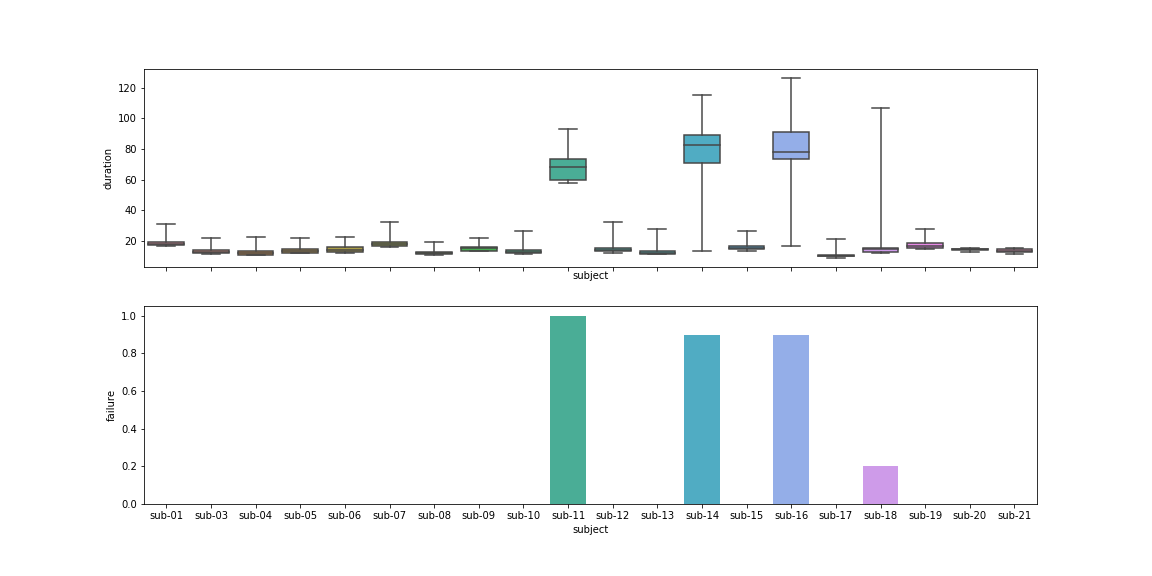 120
100
80
60
40
20
duration
subject
1.0
0.8
0.6
0.4
0.2
0.0
failure
sub-01 sub-03 sub-04 sub-05 sub-06 sub-07 sub-08 sub-09 sub-10 sub-11 sub-12 sub-13 sub-14 sub-15 sub-16 sub-17 sub-18 sub-19 sub-20 sub-21
subject